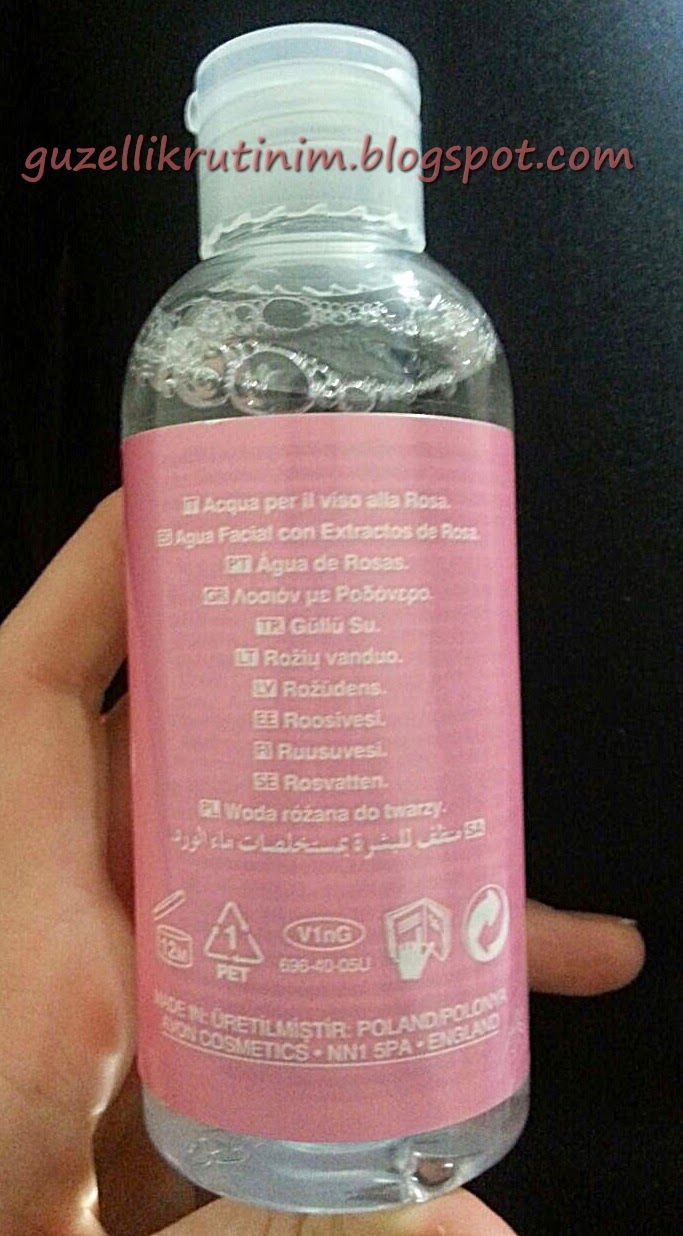 guzellikrutinim.blogspot.com
IT Acqua per il viso alla Rosa.
ES Agua Facial con Extractos de Rosa.
PT Água de Rosas.
GR Λοσιόν με Ροδόνερο.
TR Güllü Su.
LT Rožių vanduo.
LV Rožūdens.
EE Roosivesi.
FI Ruusuvesi.
SE Rosvatten.
PL Woda różana do twarzy.
SA منظف للبشرة بمستخلصات ماء الورد.
12M
1
PET
V1nG
696-40-05U
MADE IN: ÜRETİLMİŞTİR: POLAND/POLONYA
AVON COSMETICS • NN1 5PA • ENGLAND